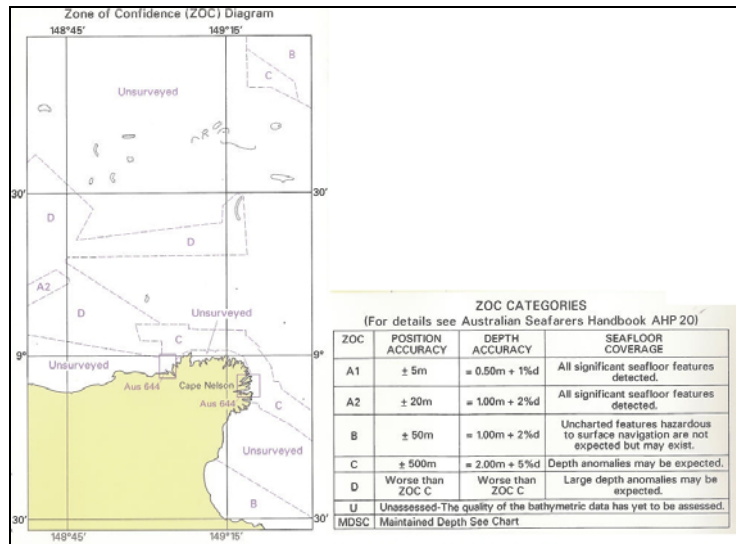 Zone of Confidence (ZOC) Diagram
148°45' 149°15'
B
C
Unsurveyed
30' 30'
D
D
A2
D
Unsurveyed
C
9° 9°
Unsurveyed
Aus 644
Cape Nelson
Aus 644
C
Unsurveyed
B
30' 30'
148°45' 149°15'
ZOC CATEGORIES
(For details see Australian Seafarers Handbook AHP 20)
ZOC POSITION ACCURACY DEPTH ACCURACY SEAFLOOR COVERAGE
A1 ± 5m = 0.50m + 1%d All significant seafloor features detected.
A2 ± 20m = 1.00m + 2%d All significant seafloor features detected.
B ± 50m = 1.00m + 2%d Uncharted features hazardous to surface navigation are not expected but may exist.
C ± 500m = 2.00m + 5%d Depth anomalies may be expected.
D Worse than ZOC C Worse than ZOC C Large depth anomalies may be expected.
U Unassessed-The quality of the bathymetric data has yet to be assessed.
MDSC Maintained Depth See Chart